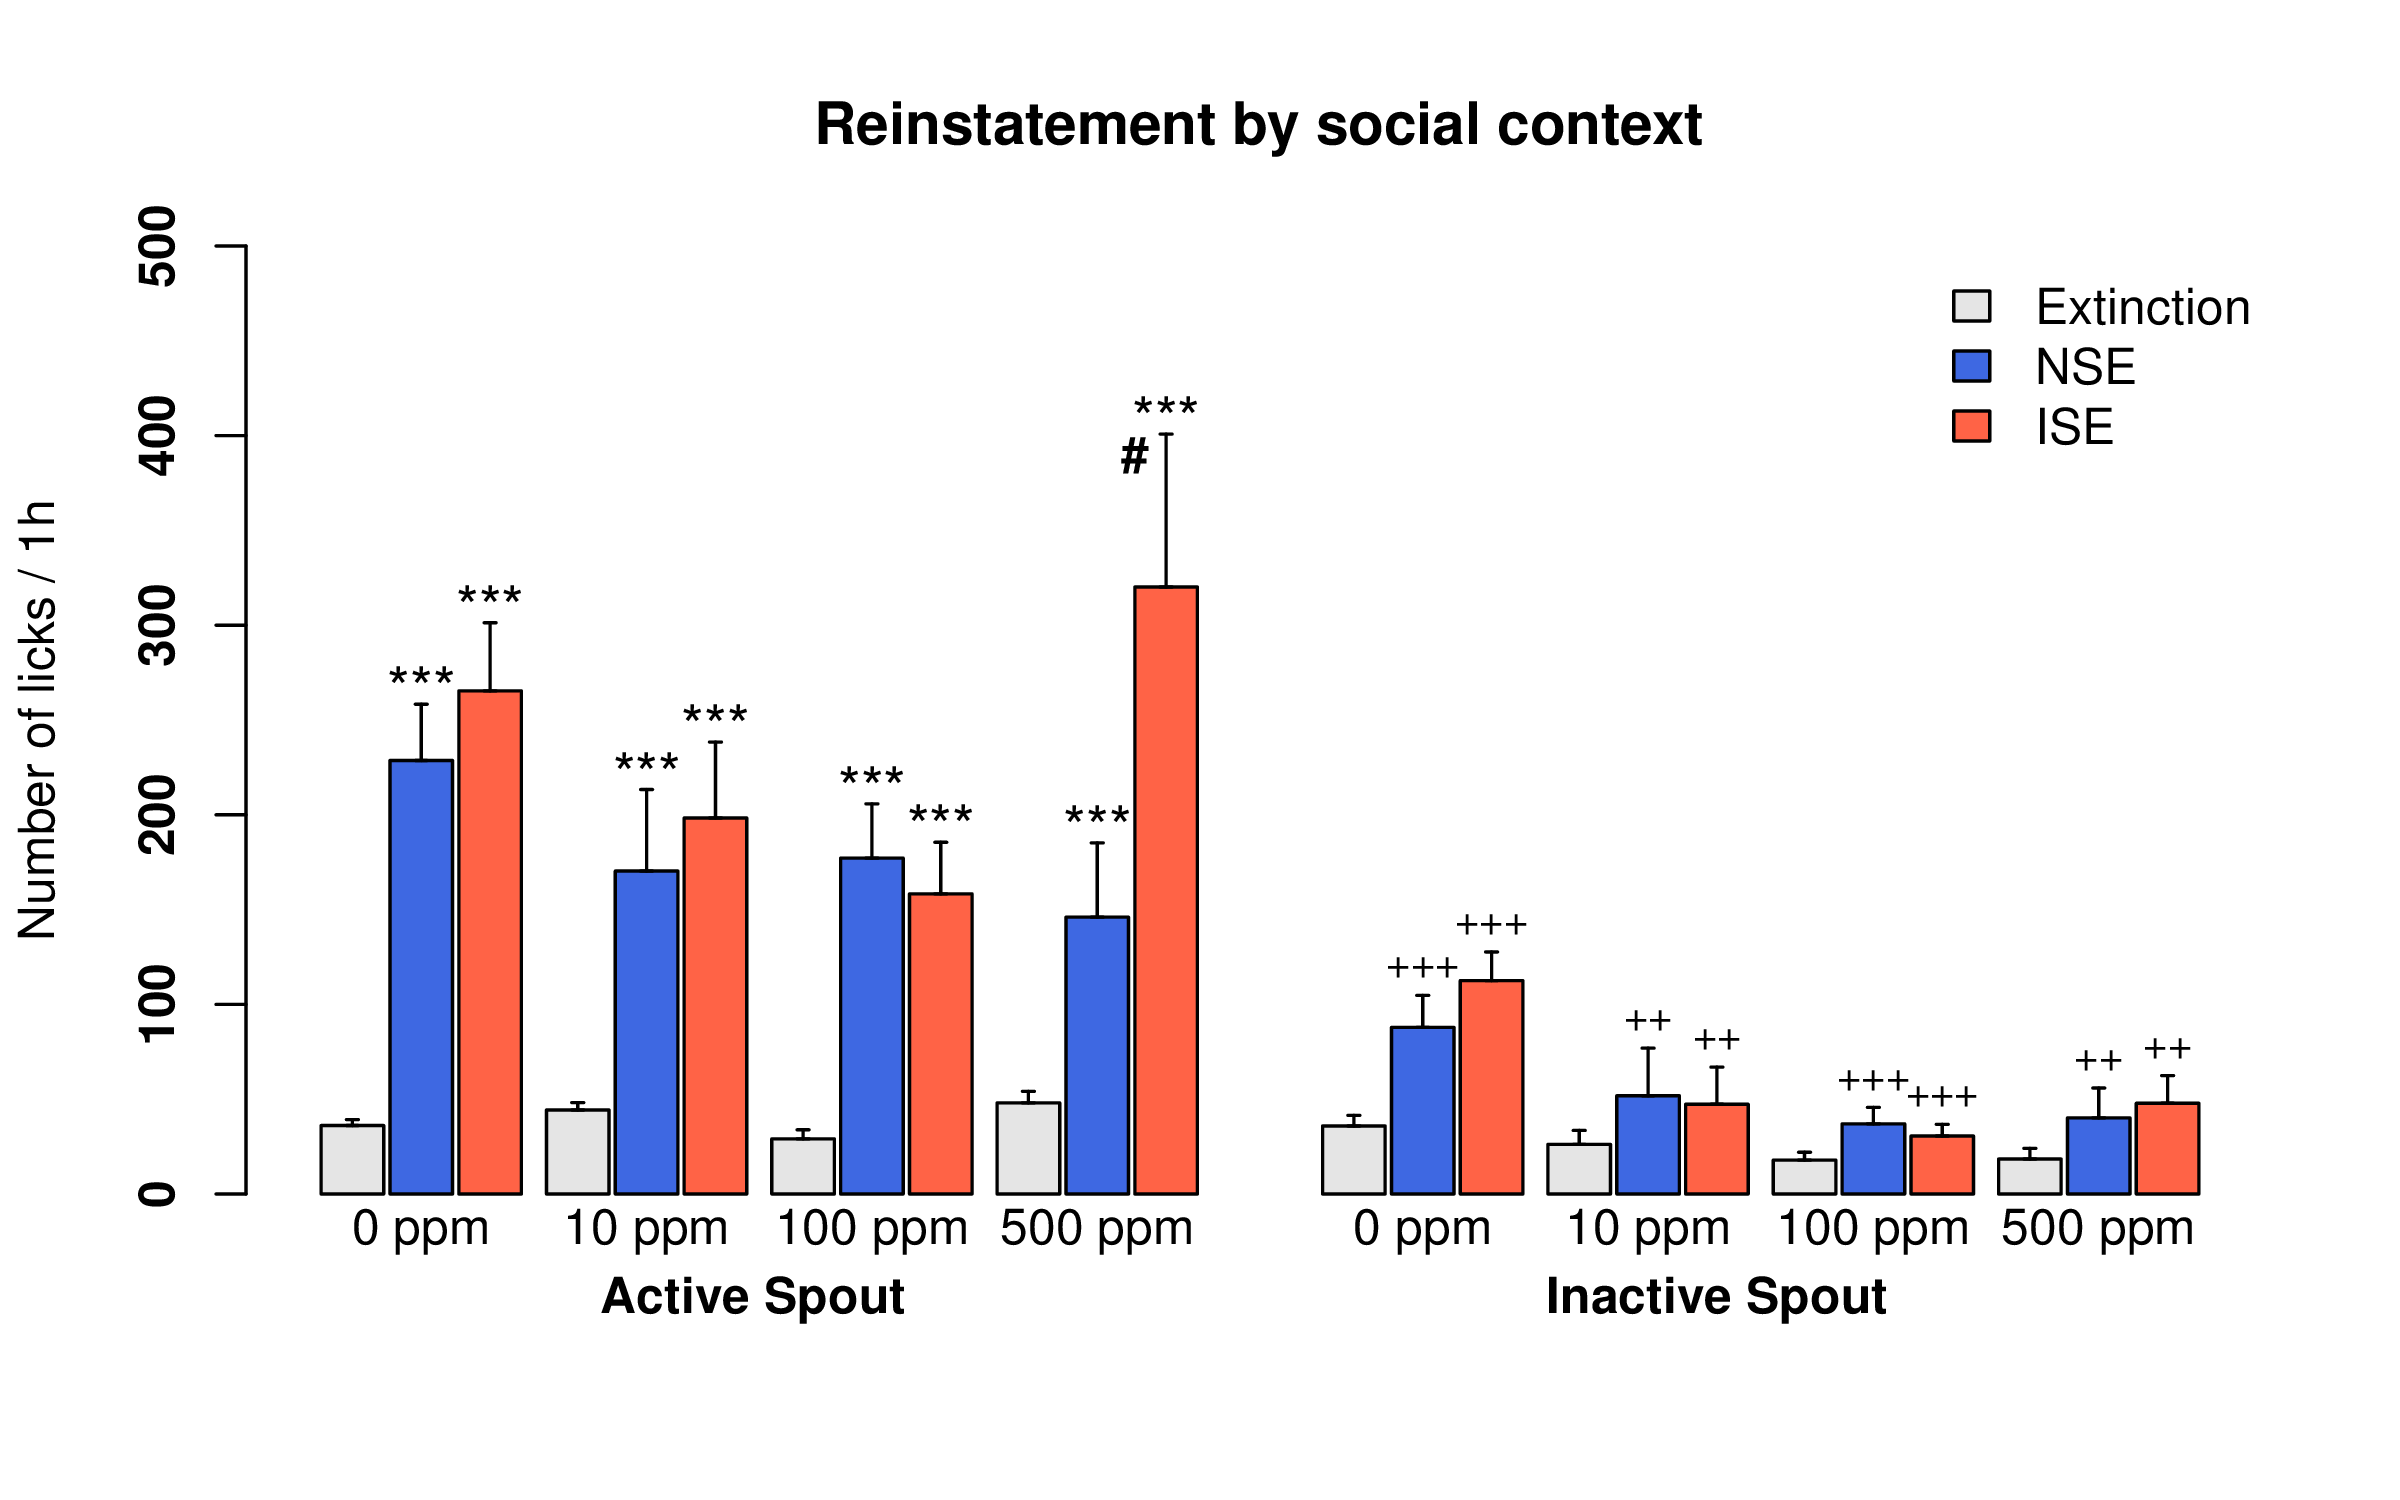 Reinstatement by social context
Number of licks / 1h
500
400
300
200
100
0
Extinction
NSE
ISE
*** *** *** *** *** *** *** # ***
+++ +++ ++ ++ +++ +++ ++ ++
0 ppm 10 ppm 100 ppm 500 ppm 0 ppm 10 ppm 100 ppm 500 ppm
Active Spout Inactive Spout